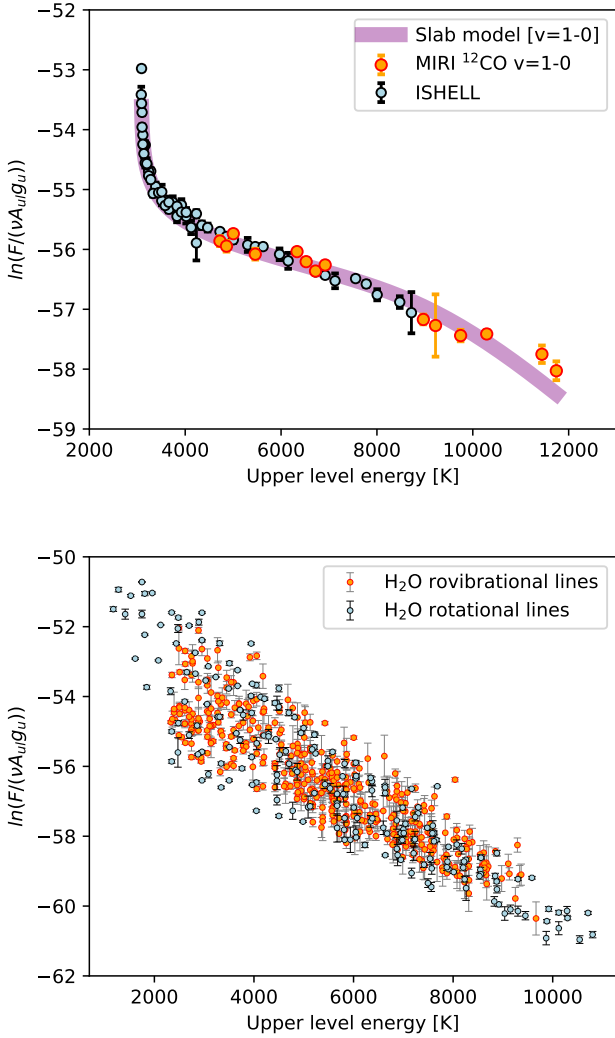 −52
−53
−54
−55
−56
−57
−58
−59
ln(F/(νA_ul g_u))
Slab model [v=1-0]
MIRI ¹²CO v=1-0
ISHELL
2000 4000 6000 8000 10000 12000
Upper level energy [K]
−50
−52
−54
−56
−58
−60
−62
ln(F/(νA_ul g_u))
H₂O rovibrational lines
H₂O rotational lines
2000 4000 6000 8000 10000
Upper level energy [K]